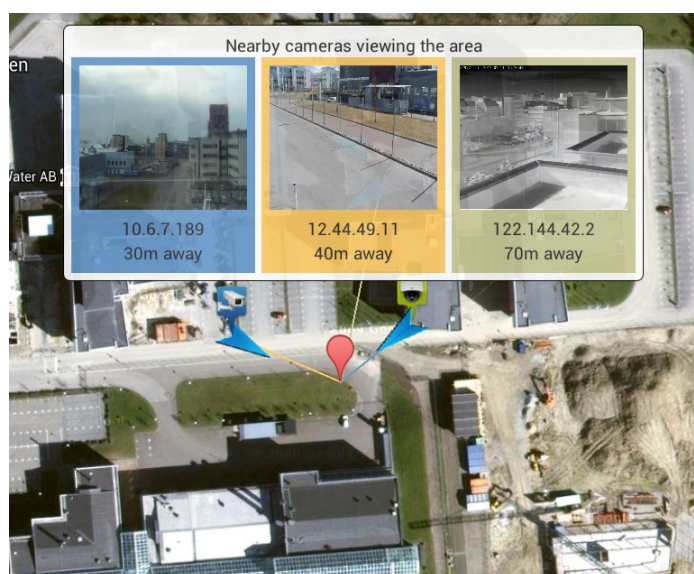 Nearby cameras viewing the area
en
Water AB
10.6.7.189
30m away
12.44.49.11
40m away
122.144.42.2
70m away